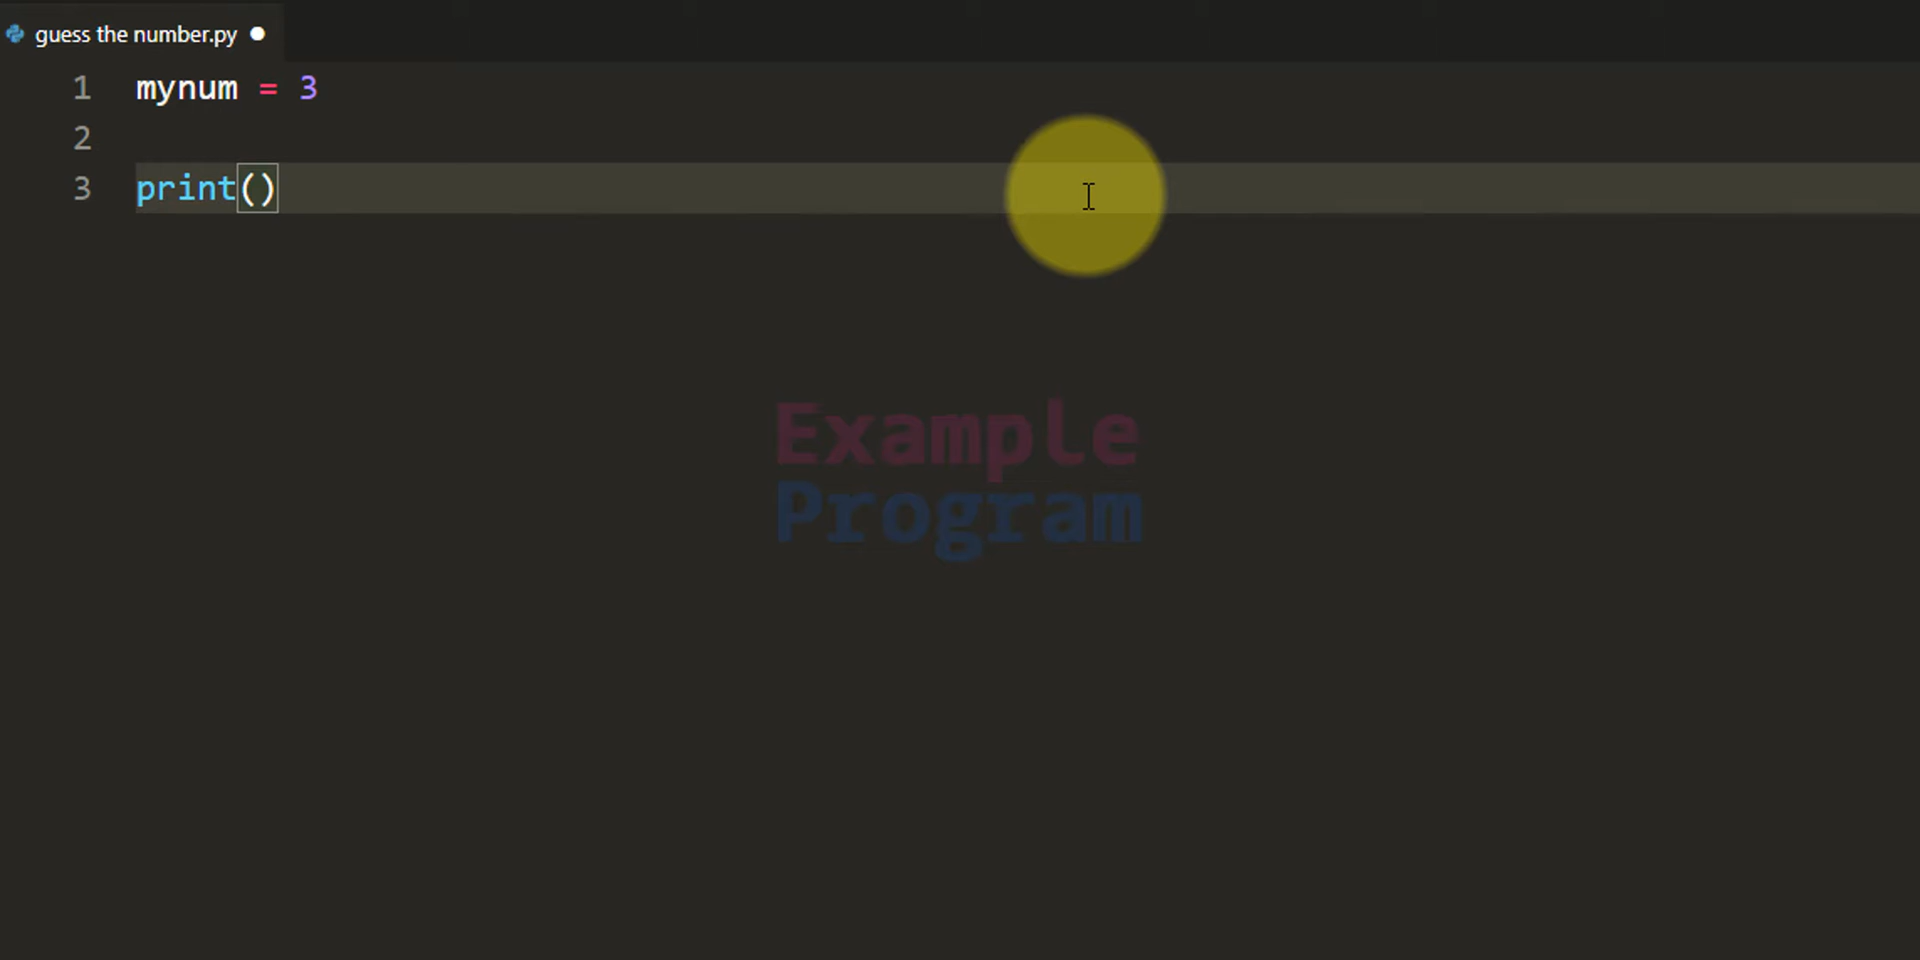 guess the number.py
1 mynum = 3
2
3 print()
Example
Program